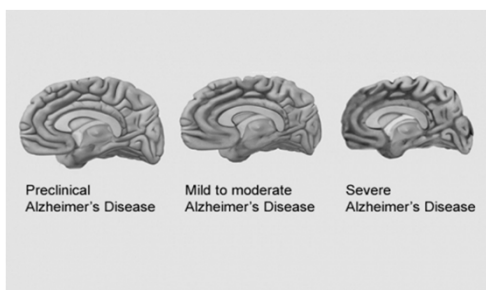 Preclinical
Alzheimer's Disease
Mild to moderate
Alzheimer's Disease
Severe
Alzheimer's Disease